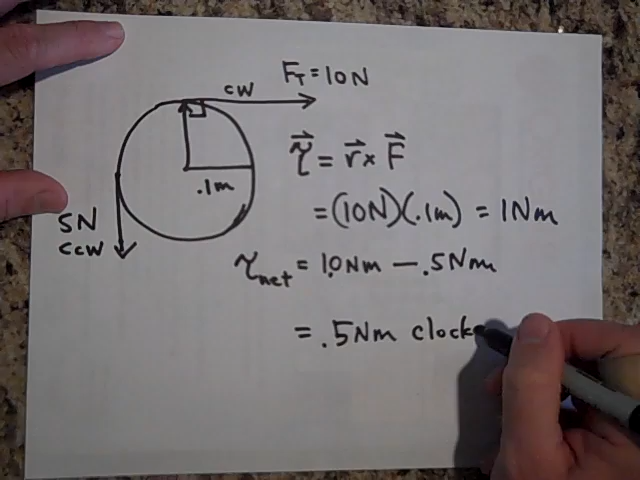 F_T = 10N
CW
.1m
5N
CCW
τ⃗ = r⃗ x F⃗
= (10N)(.1m) = 1Nm
τ_net = 1.0Nm — .5Nm
= .5Nm clock